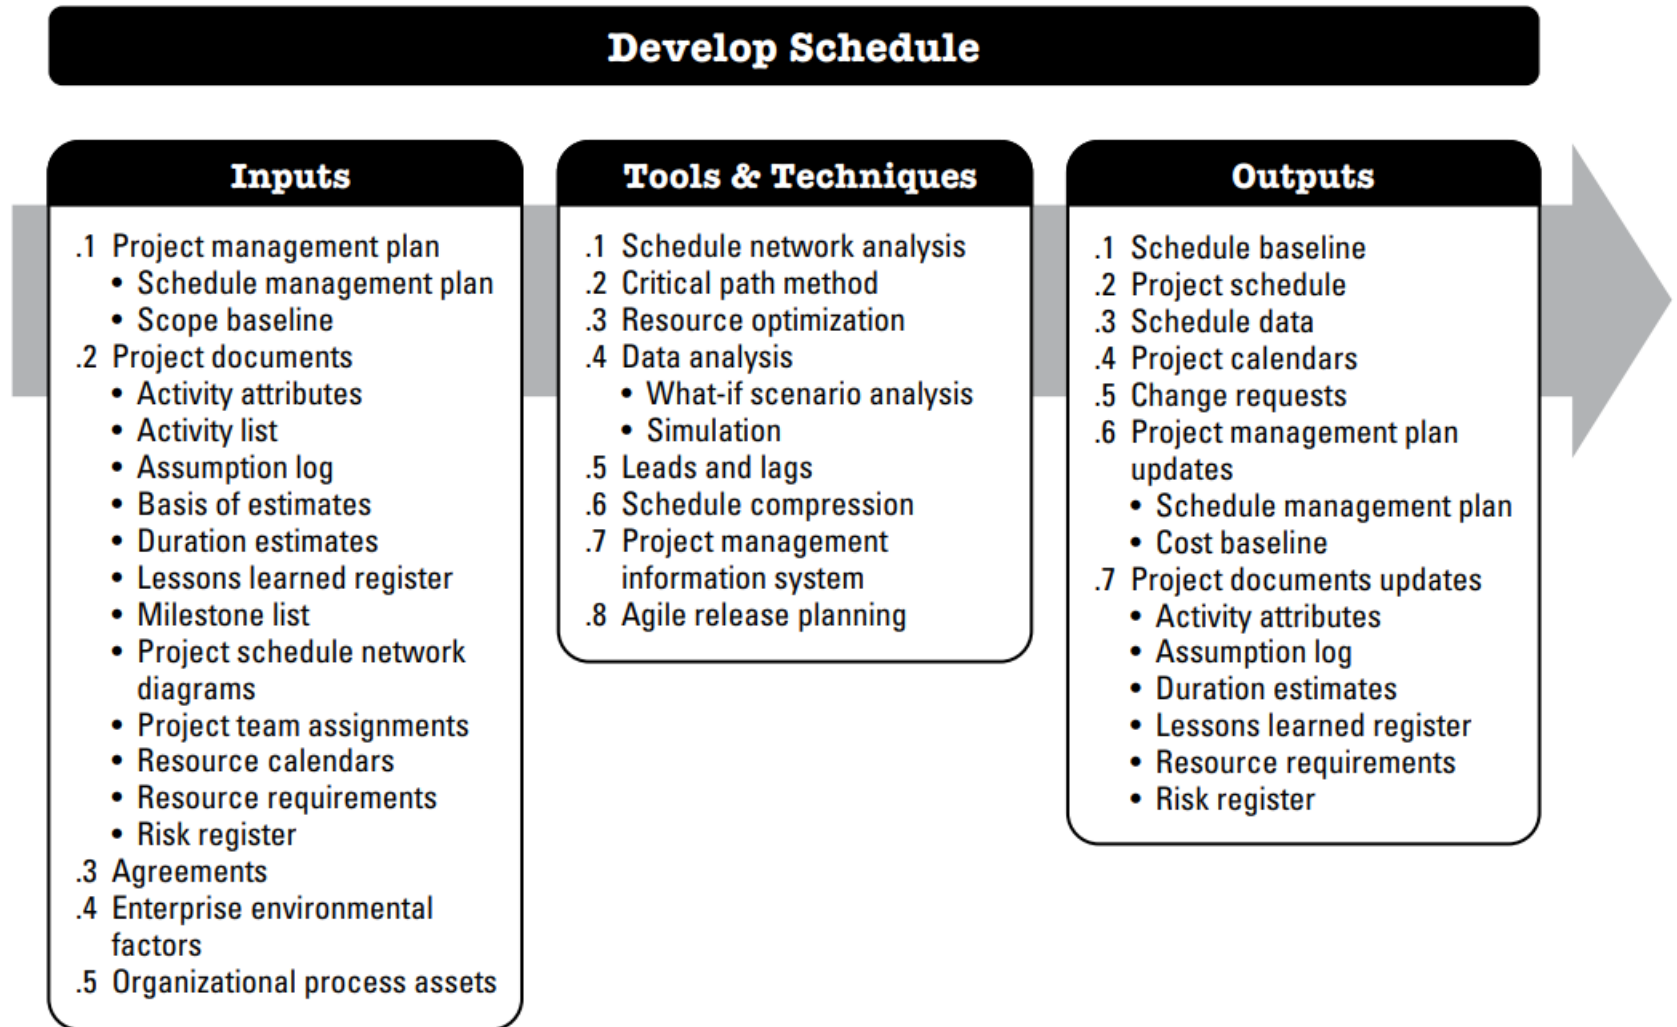 Develop Schedule
Inputs
.1 Project management plan
• Schedule management plan
• Scope baseline
.2 Project documents
• Activity attributes
• Activity list
• Assumption log
• Basis of estimates
• Duration estimates
• Lessons learned register
• Milestone list
• Project schedule network
diagrams
• Project team assignments
• Resource calendars
• Resource requirements
• Risk register
.3 Agreements
.4 Enterprise environmental
factors
.5 Organizational process assets
Tools & Techniques
.1 Schedule network analysis
.2 Critical path method
.3 Resource optimization
.4 Data analysis
• What-if scenario analysis
• Simulation
.5 Leads and lags
.6 Schedule compression
.7 Project management
information system
.8 Agile release planning
Outputs
.1 Schedule baseline
.2 Project schedule
.3 Schedule data
.4 Project calendars
.5 Change requests
.6 Project management plan
updates
• Schedule management plan
• Cost baseline
.7 Project documents updates
• Activity attributes
• Assumption log
• Duration estimates
• Lessons learned register
• Resource requirements
• Risk register